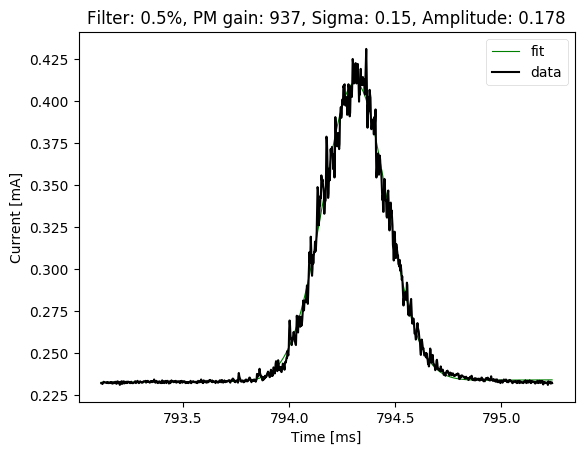 Filter: 0.5%, PM gain: 937, Sigma: 0.15, Amplitude: 0.178
fit
data
0.425
0.400
0.375
0.350
0.325
0.300
0.275
0.250
0.225
Current [mA]
793.5 794.0 794.5 795.0
Time [ms]